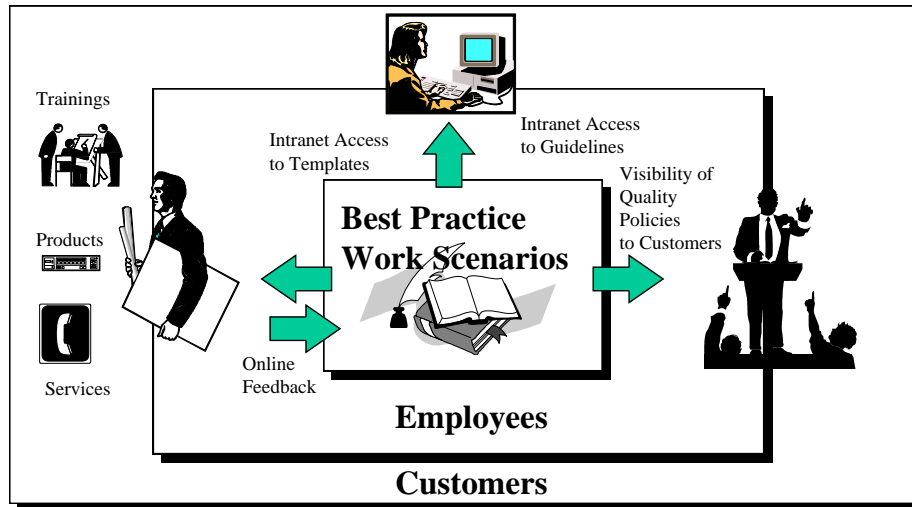 Trainings
Intranet Access
to Templates
Intranet Access
to Guidelines
Visibility of
Quality
Policies
to Customers
Best Practice
Work Scenarios
Products
Online
Feedback
Services
Employees
Customers